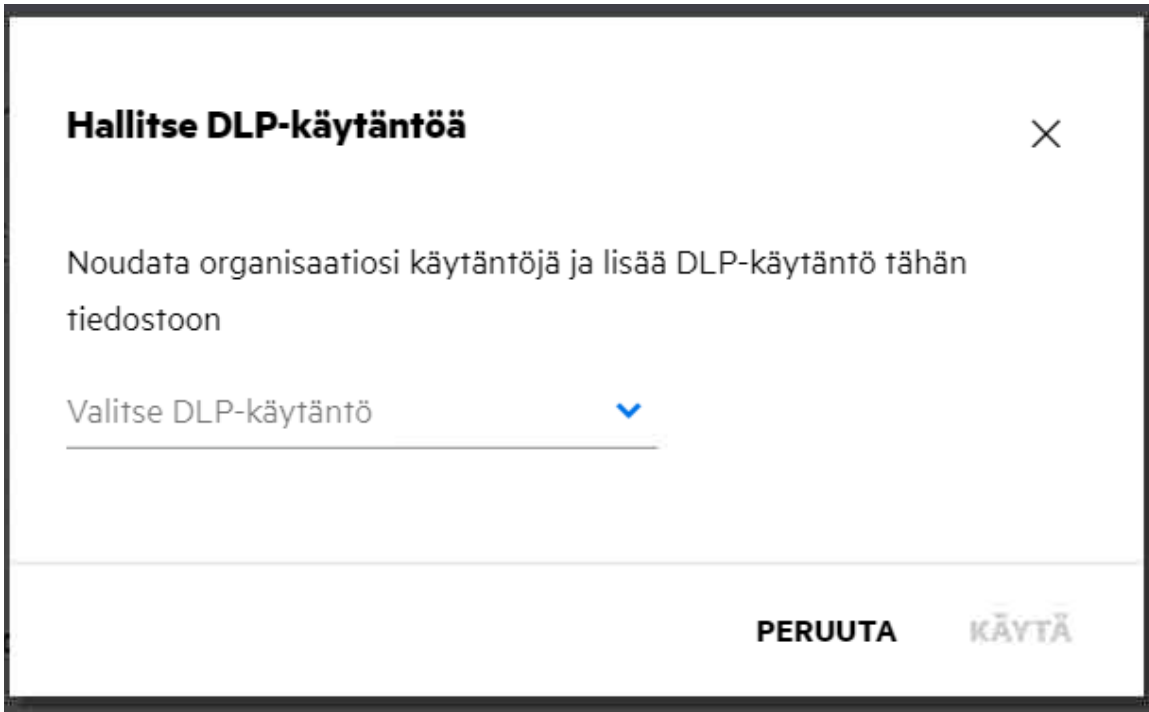 Hallitse DLP-käytäntöä
Noudata organisaatiosi käytäntöjä ja lisää DLP-käytäntö tähän
tiedostoon
Valitse DLP-käytäntö
PERUUTA KÄYTÄ